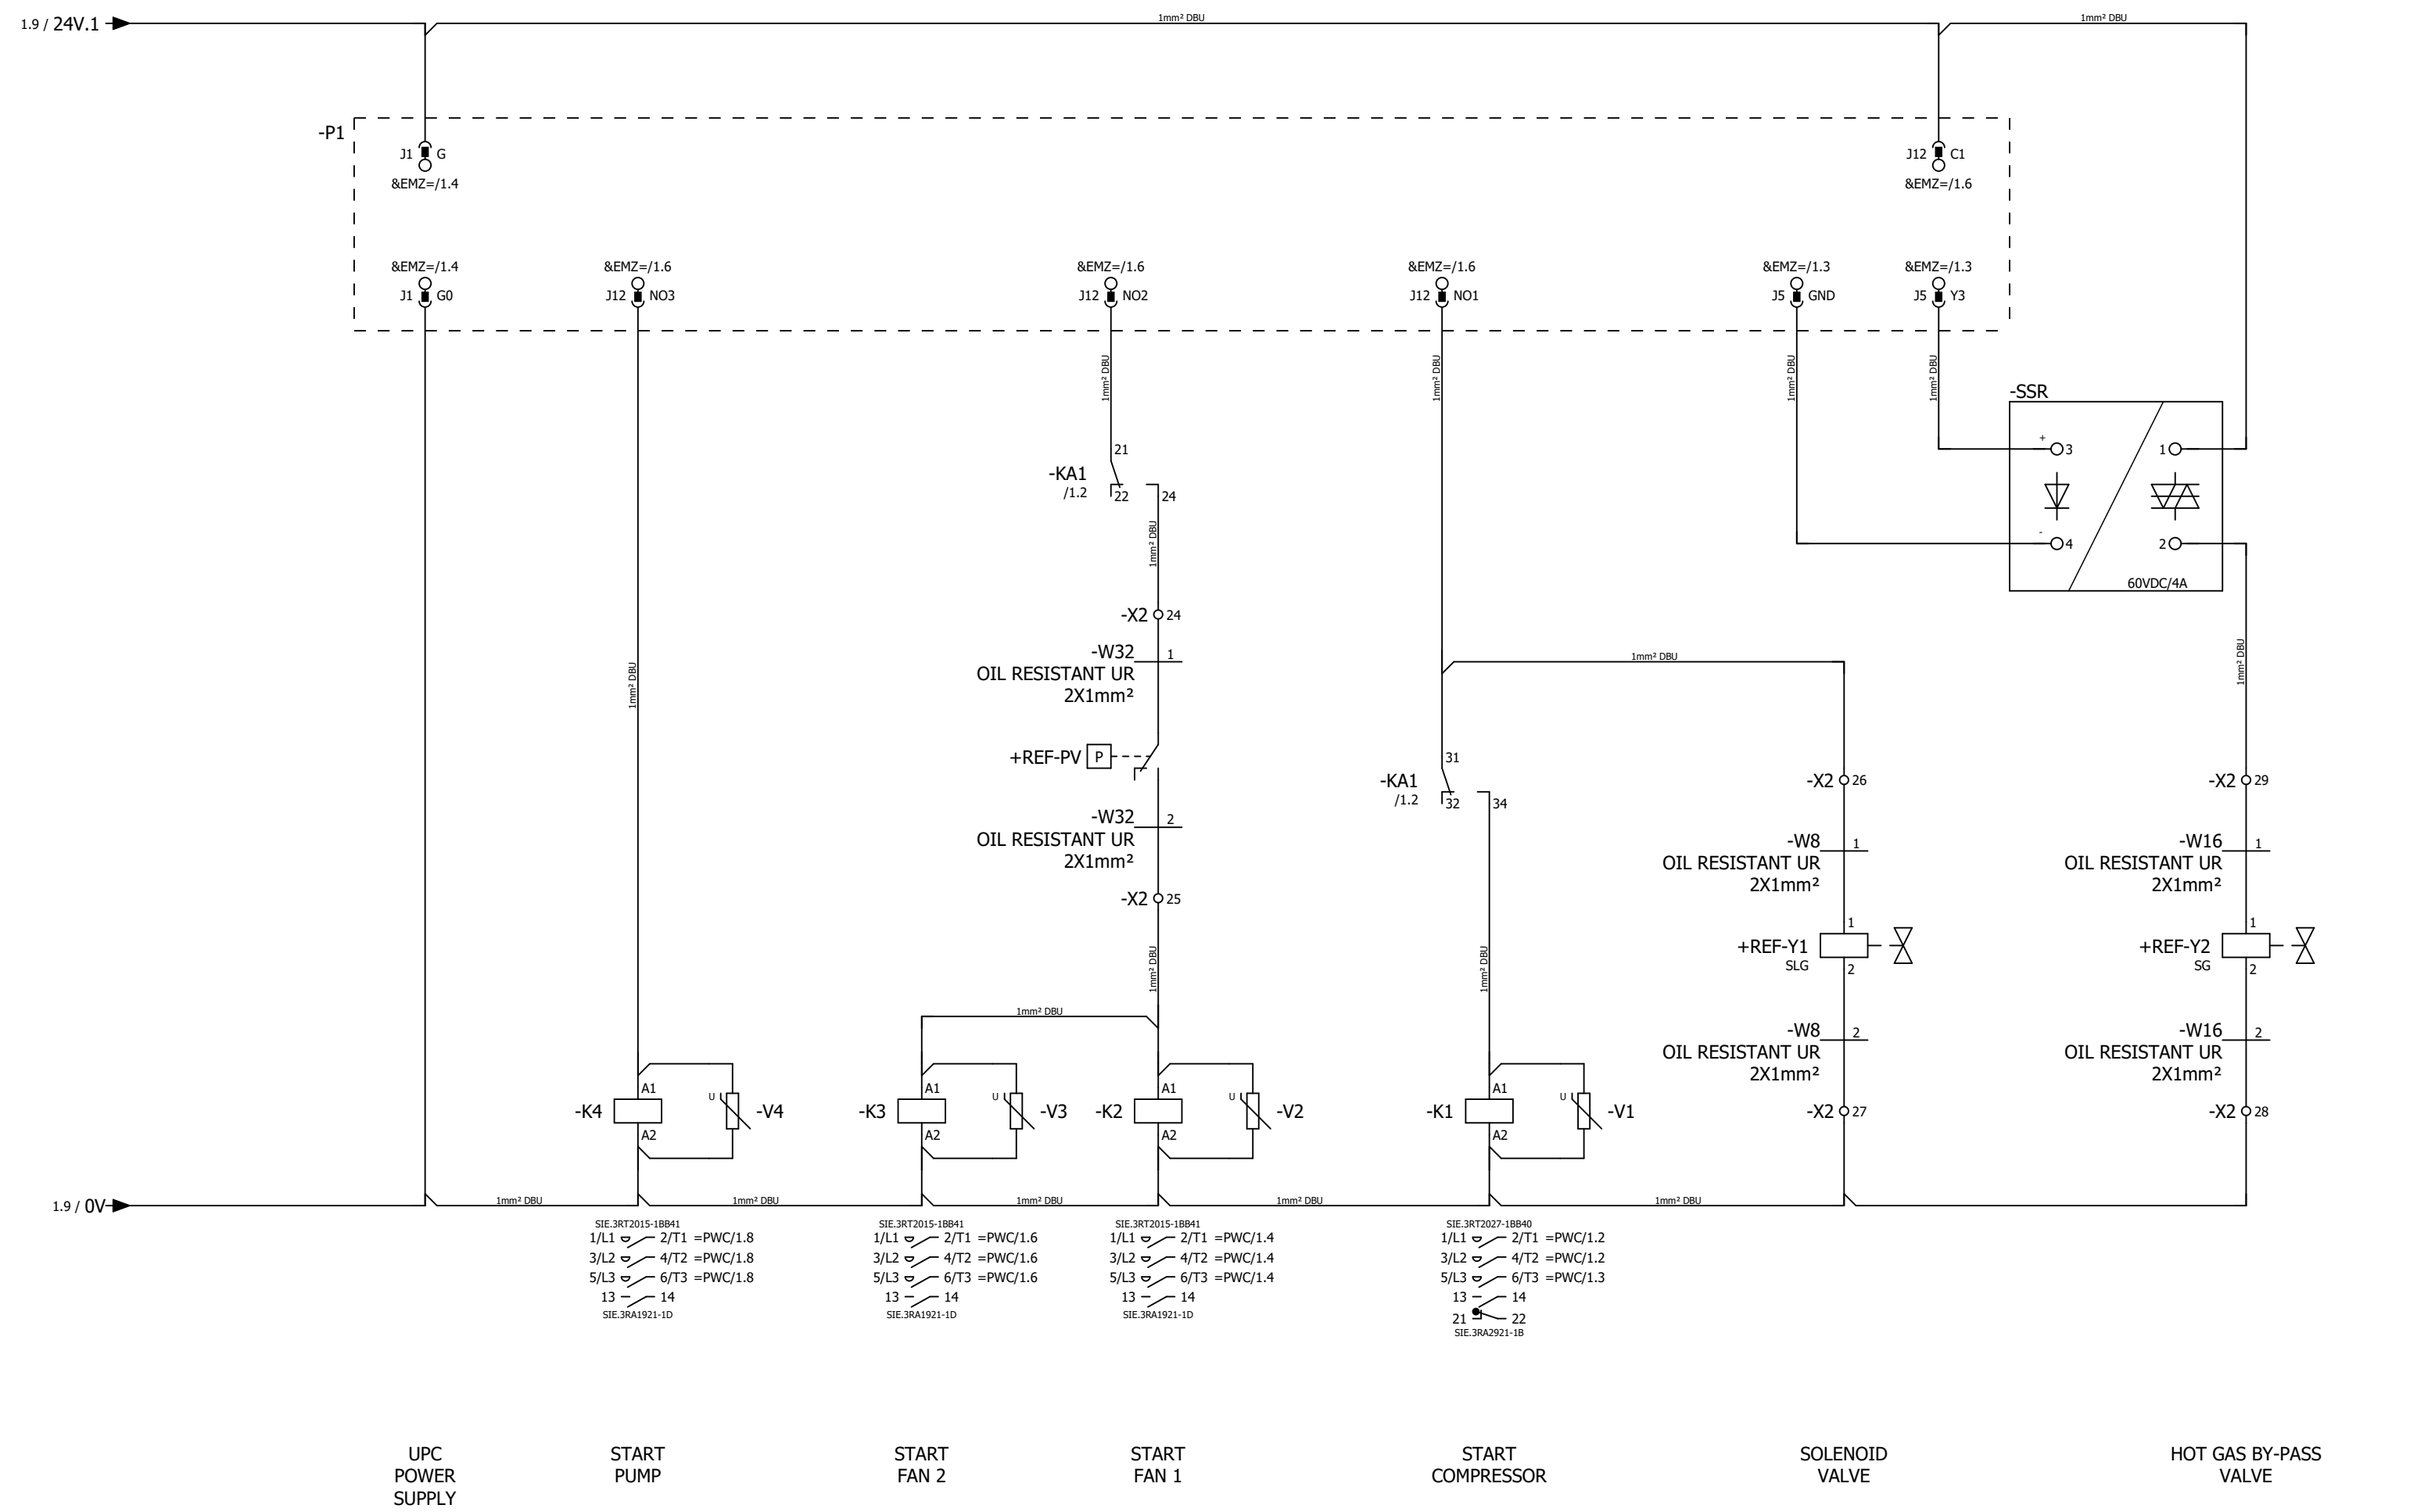 1mm² DBU
1mm² DBU
1.9 / 24V.1
-P1
J1 G
&EMZ=/1.4
J12 C1
&EMZ=/1.6
&EMZ=/1.4
J1 G0
&EMZ=/1.6
J12 NO3
&EMZ=/1.6
J12 NO2
&EMZ=/1.6
J12 NO1
&EMZ=/1.3
J5 GND
&EMZ=/1.3
J5 Y3
1mm² DBU
1mm² DBU
1mm² DBU
1mm² DBU
-SSR
+
3
1
-
4
2
60VDC/4A
21
-KA1
/1.2
22
24
1mm² DBU
-X2 24
-W32 1
OIL RESISTANT UR
2X1mm²
1mm² DBU
1mm² DBU
1mm² DBU
+REF-PV P
-W32 2
OIL RESISTANT UR
2X1mm²
-X2 25
31
-KA1
/1.2
32
34
-X2 26
-X2 29
-W8 1
OIL RESISTANT UR
2X1mm²
-W16 1
OIL RESISTANT UR
2X1mm²
1
+REF-Y1
SLG
2
1
+REF-Y2
SG
2
1mm² DBU
1mm² DBU
1mm² DBU
-W8 2
OIL RESISTANT UR
2X1mm²
-W16 2
OIL RESISTANT UR
2X1mm²
A1
-K4
A2
U
-V4
A1
-K3
A2
U
-V3
A1
-K2
A2
U
-V2
A1
-K1
A2
U
-V1
-X2 27
-X2 28
1.9 / 0V
1mm² DBU
1mm² DBU
1mm² DBU
1mm² DBU
1mm² DBU
SIE.3RT2015-1BB41
1/L1 2/T1 =PWC/1.8
3/L2 4/T2 =PWC/1.8
5/L3 6/T3 =PWC/1.8
13 14
SIE.3RA1921-1D
SIE.3RT2015-1BB41
1/L1 2/T1 =PWC/1.6
3/L2 4/T2 =PWC/1.6
5/L3 6/T3 =PWC/1.6
13 14
SIE.3RA1921-1D
SIE.3RT2015-1BB41
1/L1 2/T1 =PWC/1.4
3/L2 4/T2 =PWC/1.4
5/L3 6/T3 =PWC/1.4
13 14
SIE.3RA1921-1D
SIE.3RT2027-1BB40
1/L1 2/T1 =PWC/1.2
3/L2 4/T2 =PWC/1.2
5/L3 6/T3 =PWC/1.3
13 14
21 22
SIE.3RA2921-1B
UPC
POWER
SUPPLY
START
PUMP
START
FAN 2
START
FAN 1
START
COMPRESSOR
SOLENOID
VALVE
HOT GAS BY-PASS
VALVE